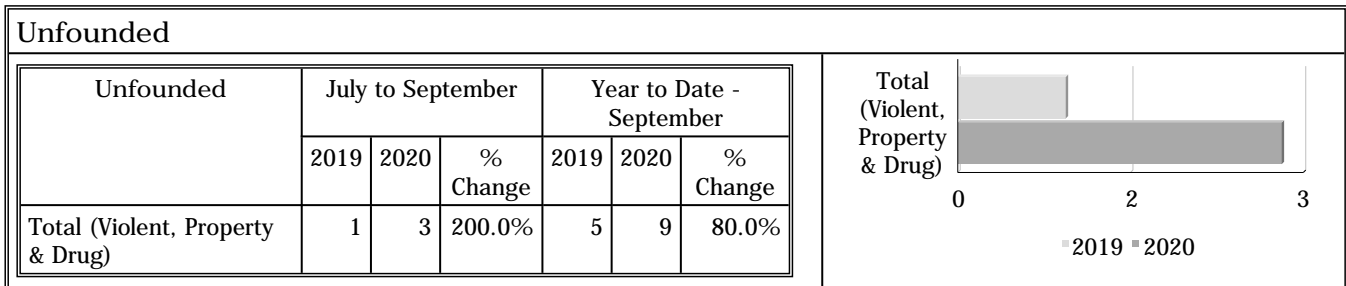 Unfounded
Unfounded
July to September
Year to Date -
September
2019 2020 %
Change
2019 2020 %
Change
Total (Violent, Property
& Drug)
1 3 200.0% 5 9 80.0%
Total
(Violent,
Property
& Drug)
0 2 3
2019 2020